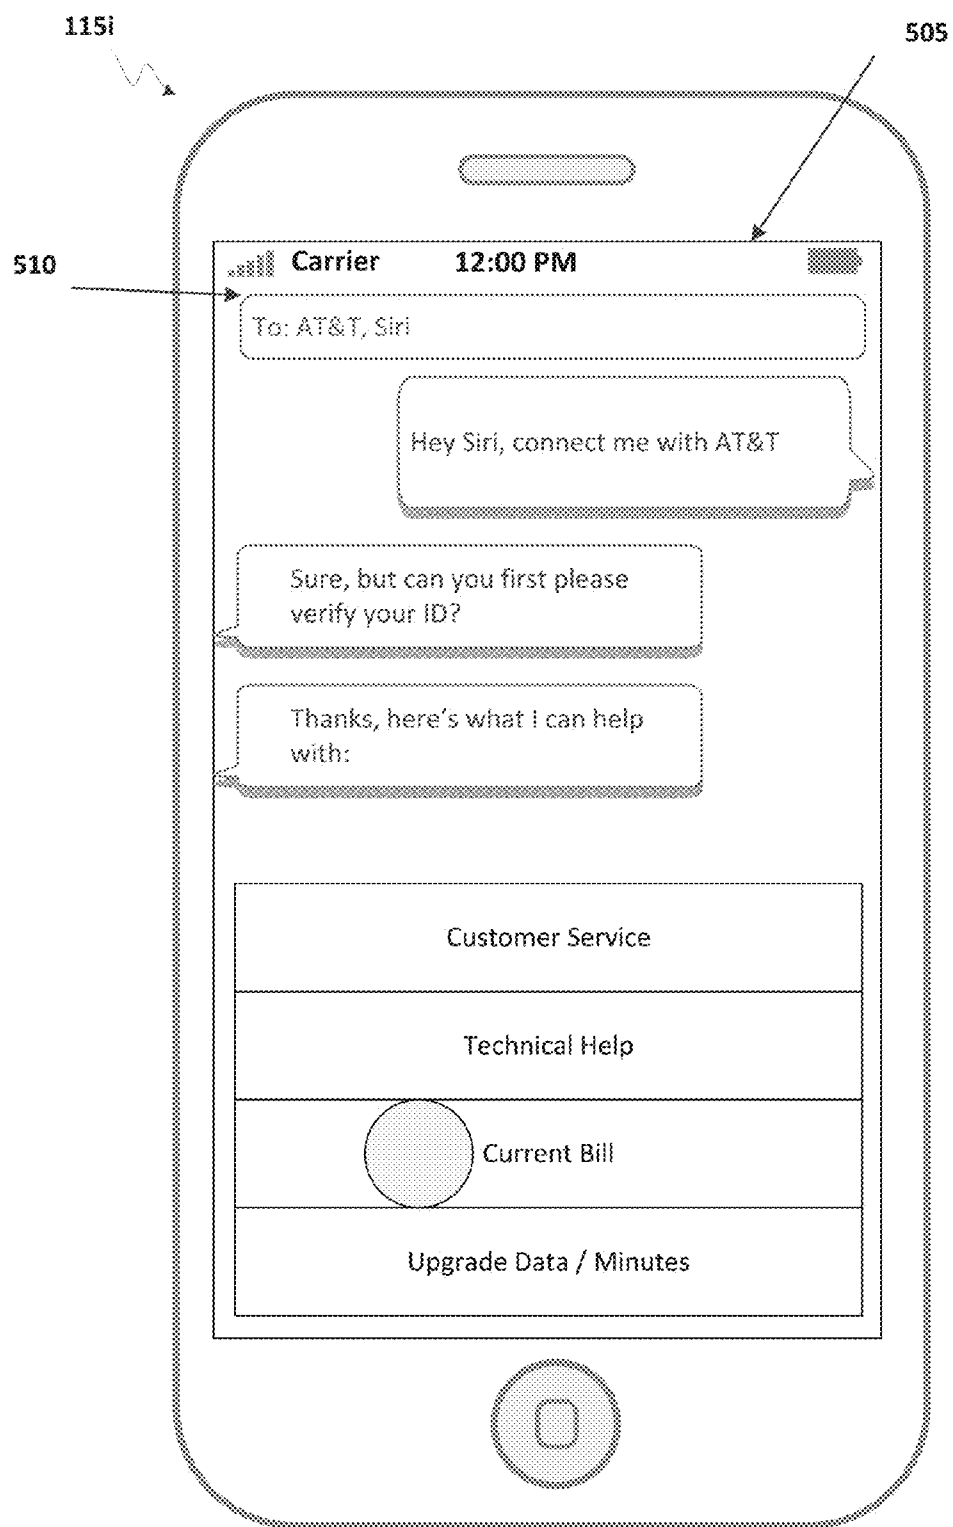 115i
505
510
Carrier 12:00 PM
To: AT&T, Siri
Hey Siri, connect me with AT&T
Sure, but can you first please
verify your ID?
Thanks, here's what I can help
with:
Customer Service
Technical Help
Current Bill
Upgrade Data / Minutes